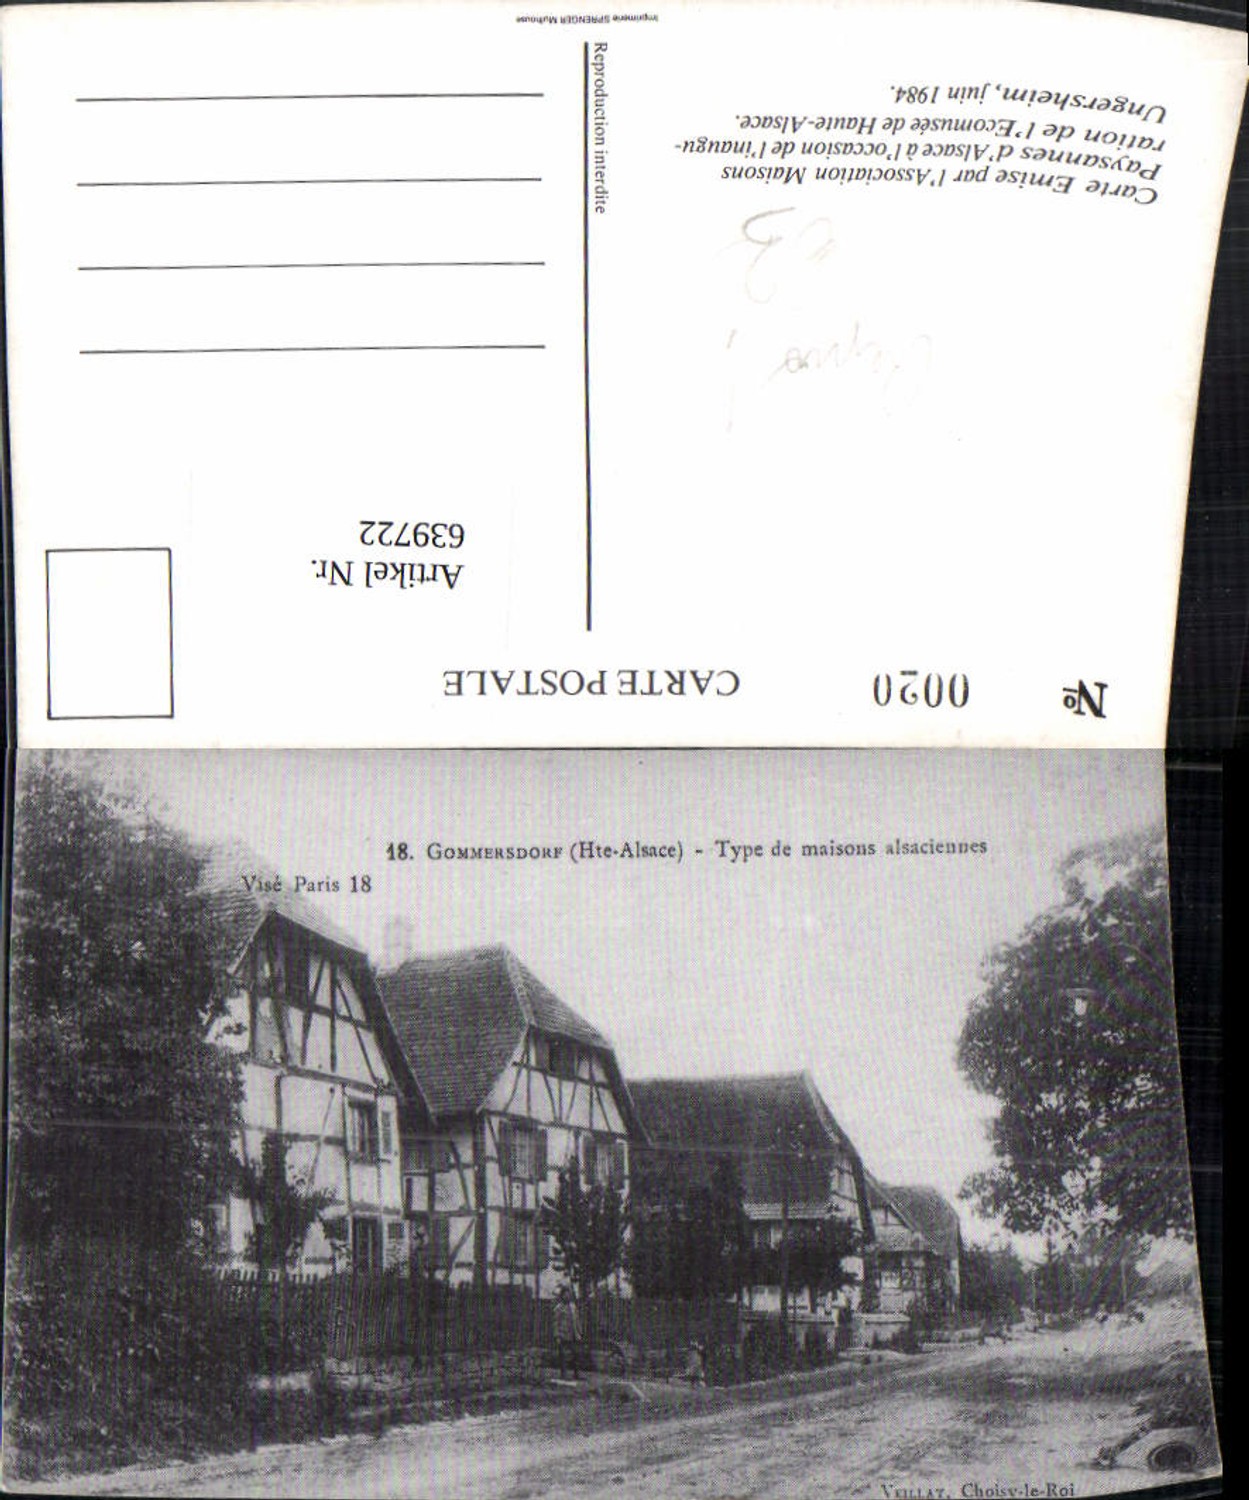 Nº 0020 CARTE POSTALE
Artikel Nr.
639722
Carte Emise par l'Association Maisons
Paysannes d'Alsace à l'occasion de l'inaugu-
ration de l'Ecomusée de Haute-Alsace.
Ungersheim, juin 1984.
Reproduction interdite
Imprimerie SPRENGER Mulhouse
18. GOMMERSDORF (Hte-Alsace) - Type de maisons alsaciennes
Visé Paris 18
VEILLAT, Choisy-le-Roi